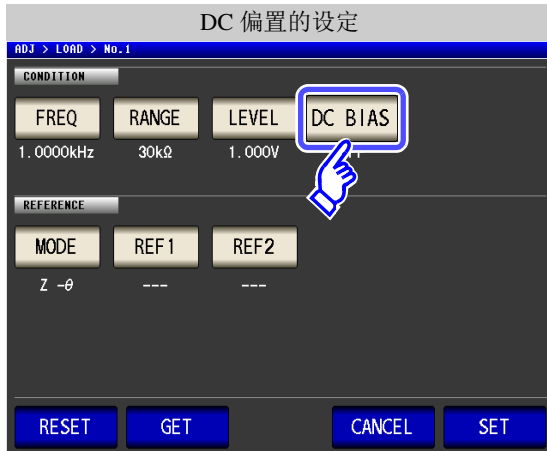 DC 偏置的设定
ADJ > LOAD > No.1
CONDITION
FREQ RANGE LEVEL DC BIAS
1.0000kHz 30kΩ 1.000V
REFERENCE
MODE REF1 REF2
Z -θ --- ---
RESET GET CANCEL SET